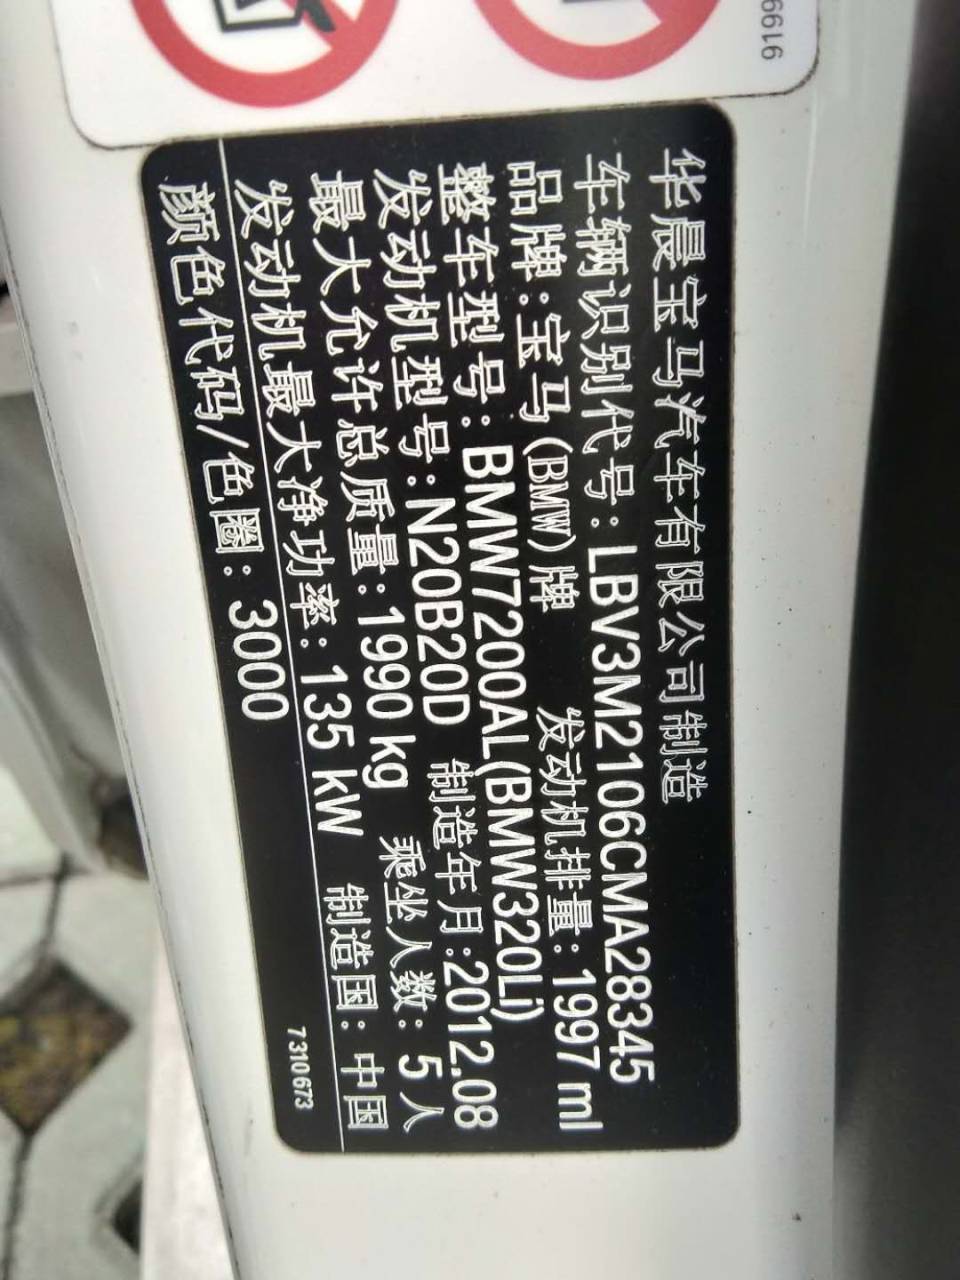 69916
华晨宝马汽车有限公司制造
车辆识别代号:LBV3M2106CMA28345
品牌:宝马(BMW)牌 发动机排量:1997 ml
整车型号:BMW7200AL(BMW320Li)
发动机型号:N20B20D 制造年月:2012.08
最大允许总质量:1990 kg 乘坐人数:5人
发动机最大净功率:135 kW 制造国:中国
颜色代码/色圈:3000
7310673